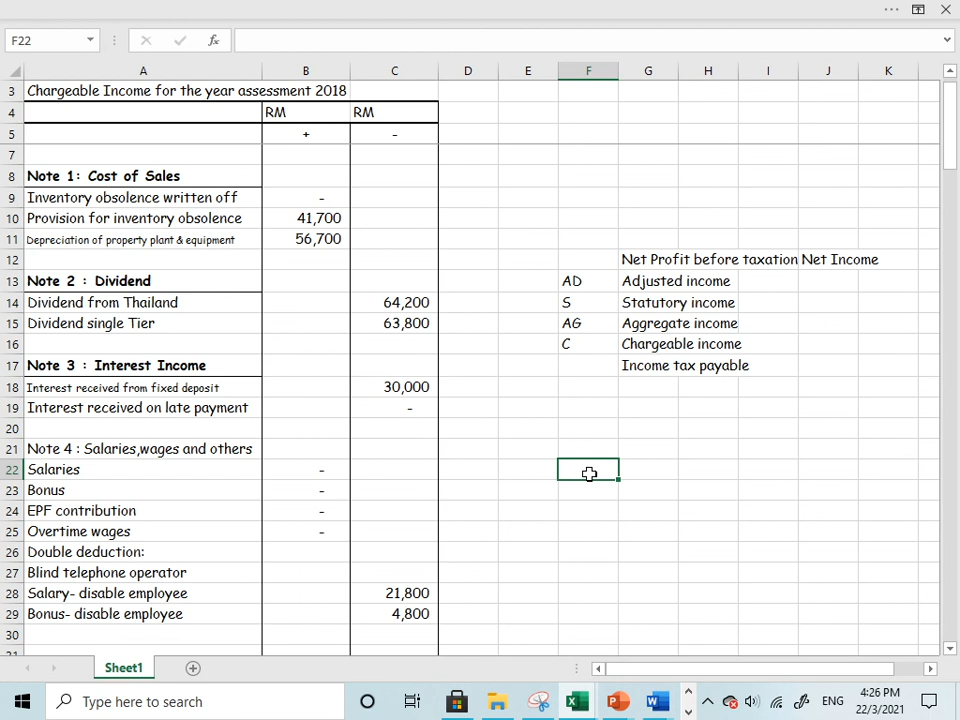 F22 fx
A B C D E F G H I J K
3 Chargeable Income for the year assessment 2018
4 RM RM
5 + -
7
8 Note 1: Cost of Sales
9 Inventory obsolence written off -
10 Provision for inventory obsolence 41,700
11 Depreciation of property plant & equipment 56,700
12 Net Profit before taxation Net Income
13 Note 2 : Dividend AD Adjusted income
14 Dividend from Thailand 64,200 S Statutory income
15 Dividend single Tier 63,800 AG Aggregate income
16 C Chargeable income
17 Note 3 : Interest Income Income tax payable
18 Interest received from fixed deposit 30,000
19 Interest received on late payment -
20
21 Note 4 : Salaries,wages and others
22 Salaries -
23 Bonus -
24 EPF contribution -
25 Overtime wages -
26 Double deduction:
27 Blind telephone operator
28 Salary- disable employee 21,800
29 Bonus- disable employee 4,800
30
Sheet1
Type here to search ENG 4:26 PM
22/3/2021